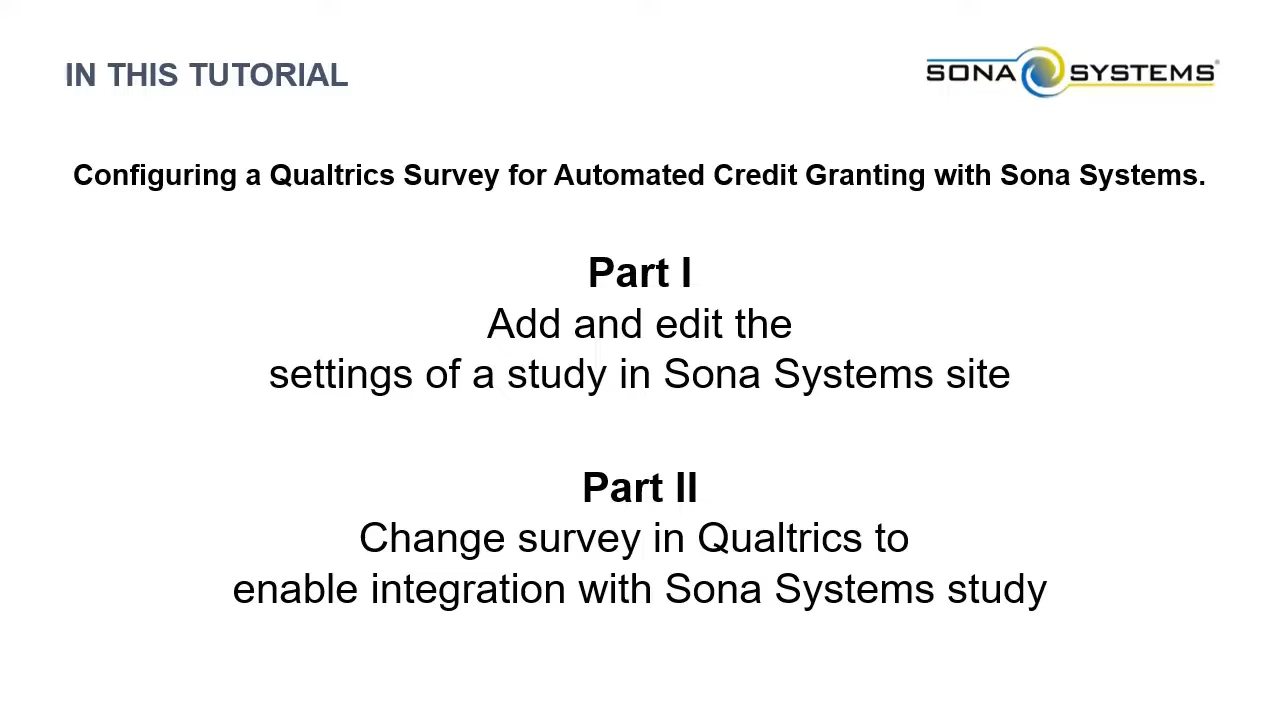 IN THIS TUTORIAL
SONA SYSTEMS®
Configuring a Qualtrics Survey for Automated Credit Granting with Sona Systems.
Part I
Add and edit the
settings of a study in Sona Systems site
Part II
Change survey in Qualtrics to
enable integration with Sona Systems study